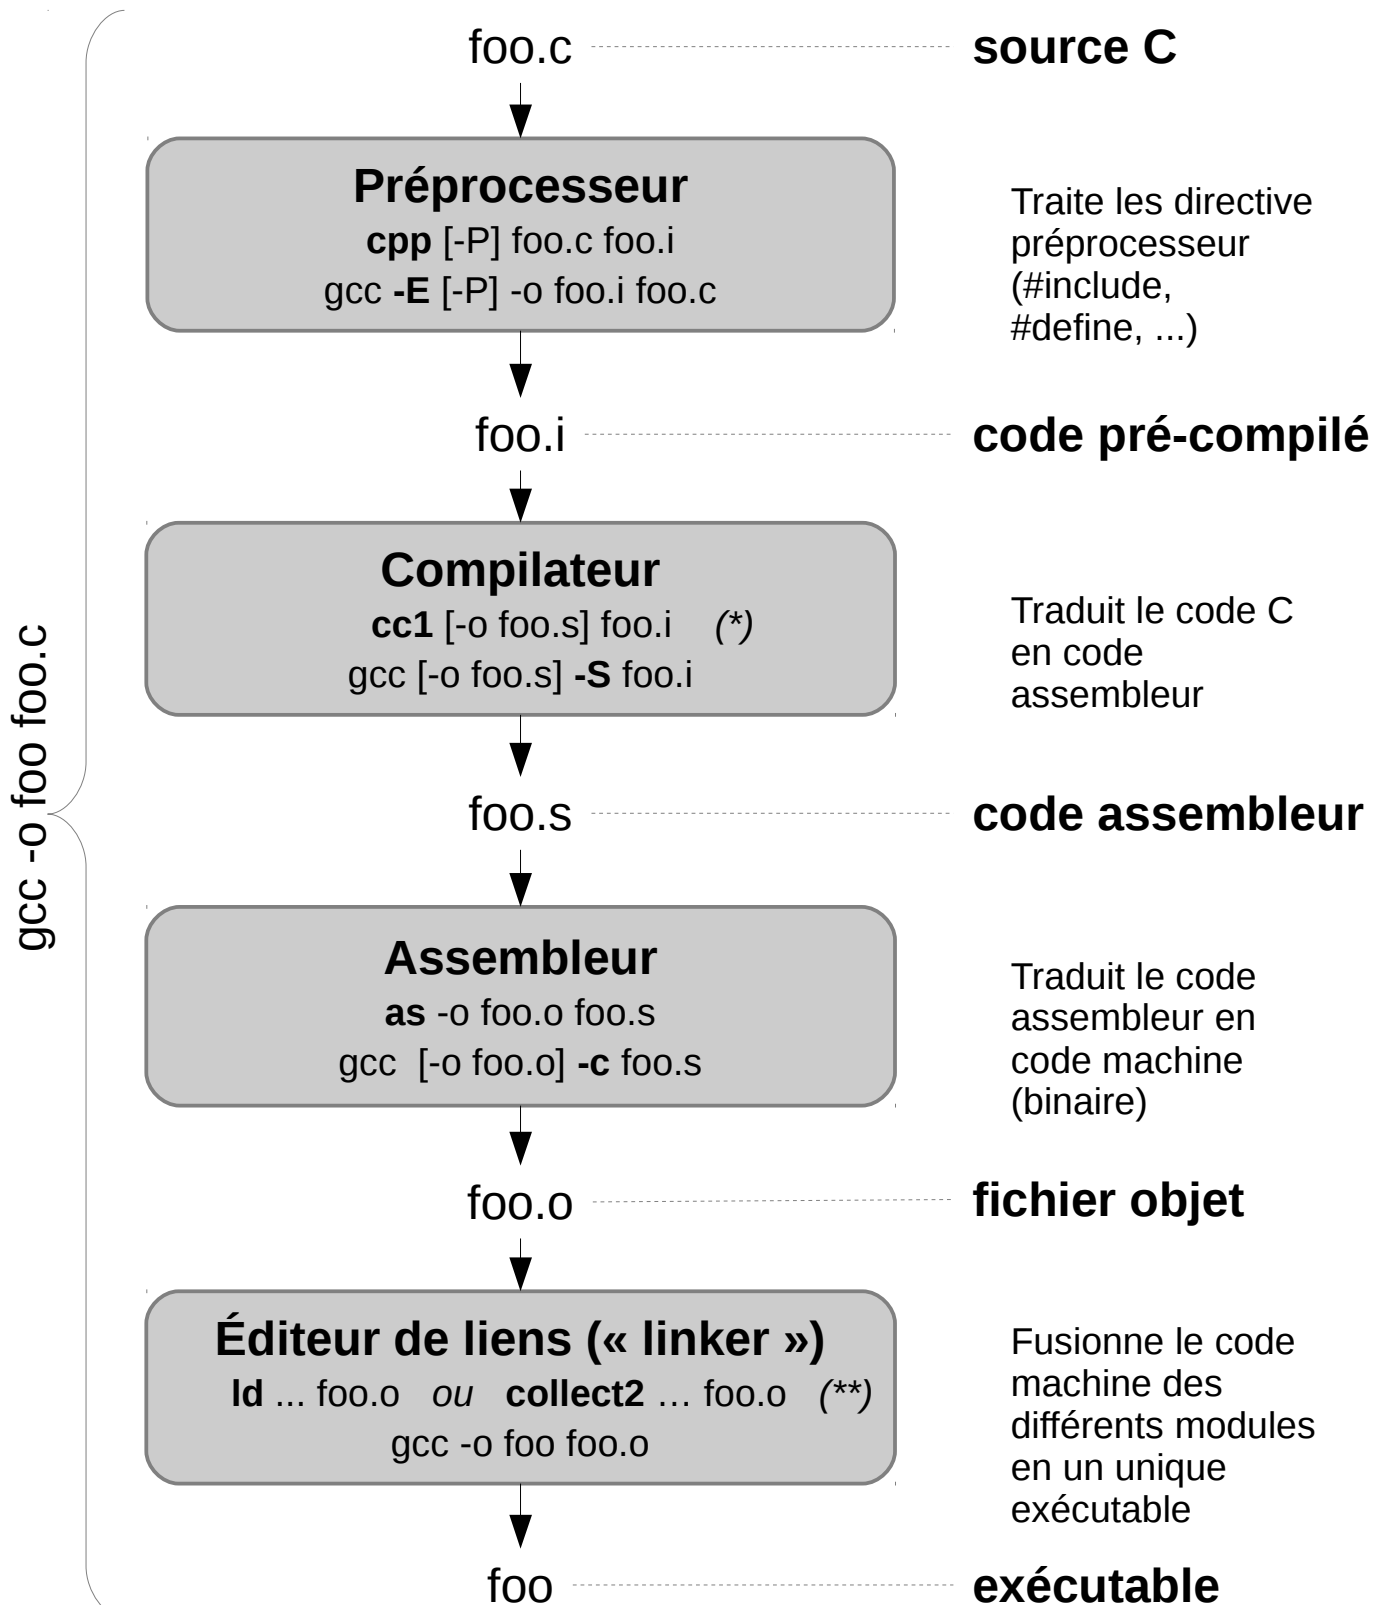 foo.c
source C
Préprocesseur
cpp [-P] foo.c foo.i
gcc -E [-P] -o foo.i foo.c
Traite les directive
préprocesseur
(#include,
#define, ...)
foo.i
code pré-compilé
Compilateur
cc1 [-o foo.s] foo.i (*)
gcc [-o foo.s] -S foo.i
Traduit le code C
en code
assembleur
gcc -o foo foo.c
foo.s
code assembleur
Assembleur
as -o foo.o foo.s
gcc [-o foo.o] -c foo.s
Traduit le code
assembleur en
code machine
(binaire)
foo.o
fichier objet
Éditeur de liens (« linker »)
ld ... foo.o ou collect2 … foo.o (**)
gcc -o foo foo.o
Fusionne le code
machine des
différents modules
en un unique
exécutable
foo
exécutable